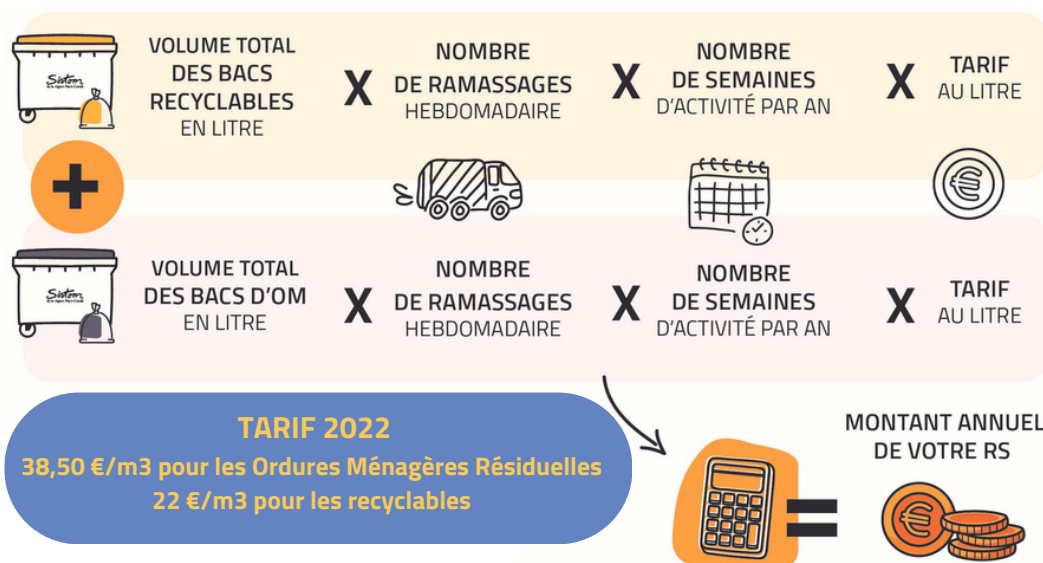 VOLUME TOTAL
DES BACS
RECYCLABLES
EN LITRE
X
NOMBRE
DE RAMASSAGES
HEBDOMADAIRE
X
NOMBRE
DE SEMAINES
D'ACTIVITÉ PAR AN
X
TARIF
AU LITRE
Sistom
+
€
VOLUME TOTAL
DES BACS D'OM
EN LITRE
X
NOMBRE
DE RAMASSAGES
HEBDOMADAIRE
X
NOMBRE
DE SEMAINES
D'ACTIVITÉ PAR AN
X
TARIF
AU LITRE
Sistom
TARIF 2022
38,50 €/m3 pour les Ordures Ménagères Résiduelles
22 €/m3 pour les recyclables
=
MONTANT ANNUEL
DE VOTRE RS
€